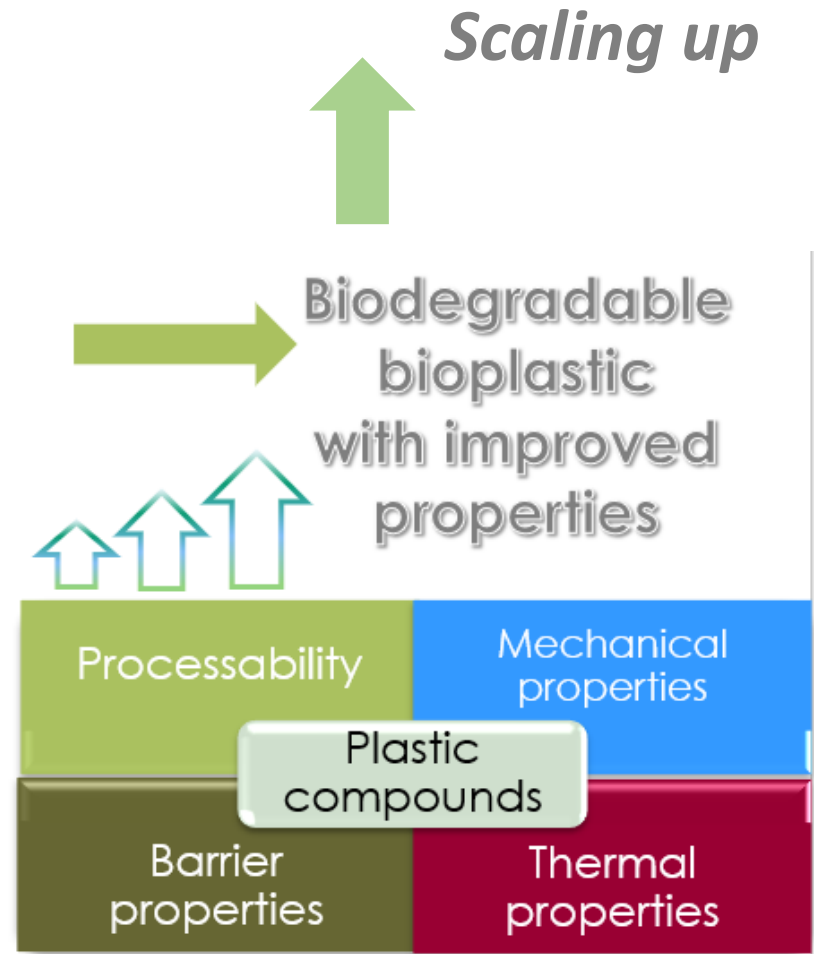 Scaling up
Biodegradable
bioplastic
with improved
properties
Processability
Mechanical
properties
Plastic
compounds
Barrier
properties
Thermal
properties